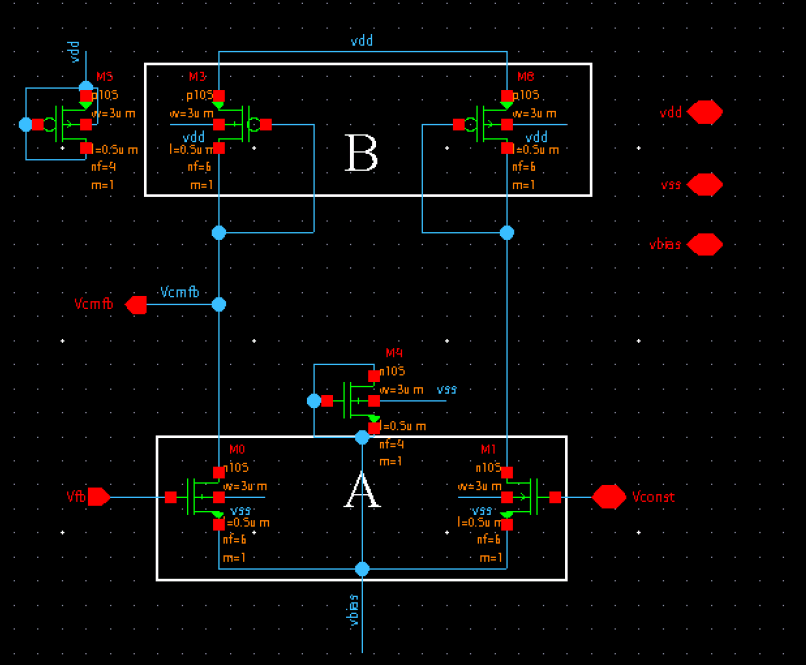 vdd
vdd
M5
p105
w=3u m
l=0.5u m
nf=4
m=1
M3
p105
w=3u m
vdd
l=0.5u m
nf=6
m=1
B
p105
w=3u m
vdd
l=0.5u m
nf=6
m=1
vdd
vss
vbias
Vcmfb
Vcmfb
M4
n105
w=3u m
vss
l=0.5u m
nf=4
m=1
Vfb
M0
n105
w=3u m
vss
l=0.5u m
nf=6
m=1
A
M1
n105
w=3u m
vss
l=0.5u m
nf=6
m=1
Vconst
vbias